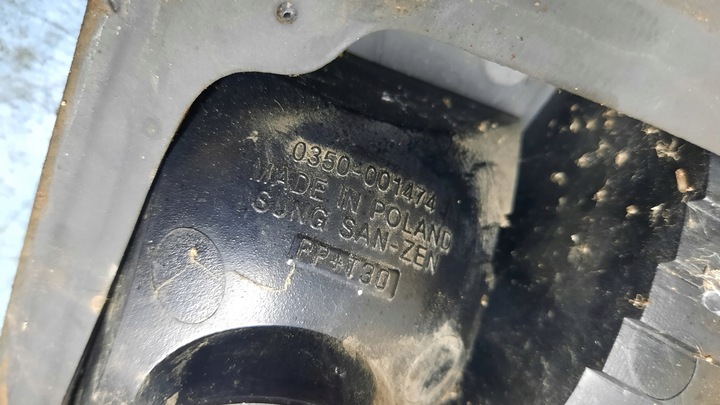 0350-001474
MADE IN POLAND
SUNG SAN-ZEN
PP+T30